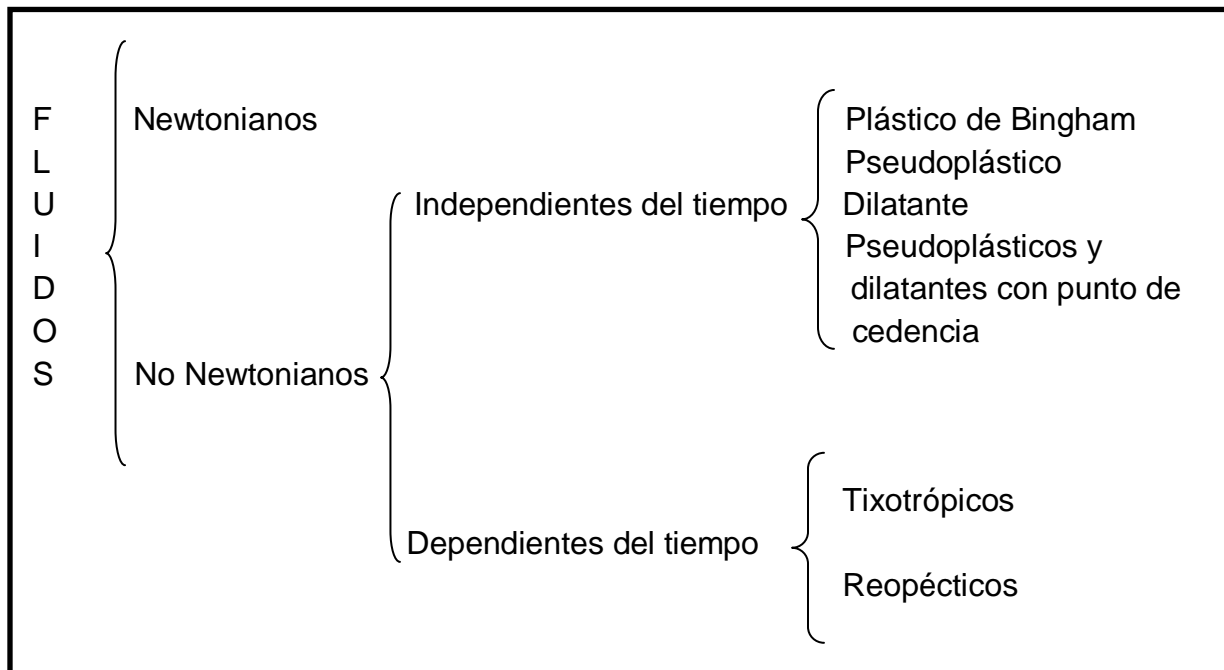 F
L
U
I
D
O
S
Newtonianos
No Newtonianos
Independientes del tiempo
Plástico de Bingham
Pseudoplástico
Dilatante
Pseudoplásticos y
dilatantes con punto de
cedencia
Dependientes del tiempo
Tixotrópicos
Reopécticos